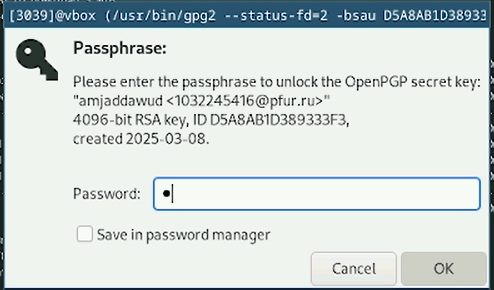 [3039]@vbox (/usr/bin/gpg2 --status-fd=2 -bsau D5A8AB1D38933
Passphrase:
Please enter the passphrase to unlock the OpenPGP secret key:
"amjaddawud <1032245416@pfur.ru>"
4096-bit RSA key, ID D5A8AB1D389333F3,
created 2025-03-08.
Password: ●
Save in password manager
Cancel OK